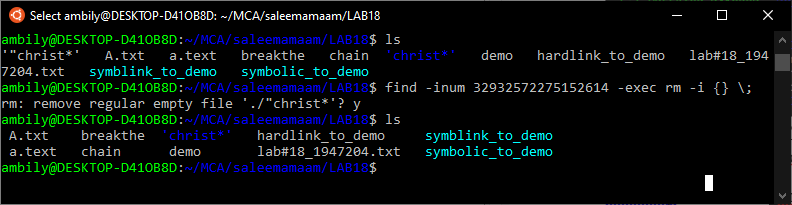 Select ambily@DESKTOP-D41OB8D: ~/MCA/saleemamaam/LAB18
ambily@DESKTOP-D41OB8D:~/MCA/saleemamaam/LAB18$ ls
'"christ*'   A.txt   a.text   breakthe   chain   'christ*'   demo   hardlink_to_demo   lab#18_194
7204.txt   symblink_to_demo   symbolic_to_demo
ambily@DESKTOP-D41OB8D:~/MCA/saleemamaam/LAB18$ find -inum 32932572275152614 -exec rm -i {} \;
rm: remove regular empty file './"christ*'? y
ambily@DESKTOP-D41OB8D:~/MCA/saleemamaam/LAB18$ ls
A.txt   breakthe   'christ*'   hardlink_to_demo   symblink_to_demo
a.text   chain   demo   lab#18_1947204.txt   symbolic_to_demo
ambily@DESKTOP-D41OB8D:~/MCA/saleemamaam/LAB18$